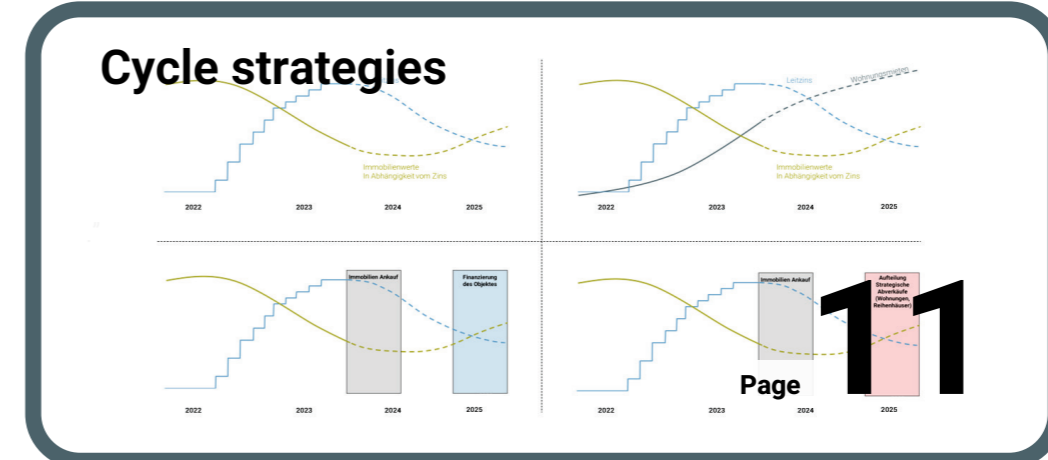 Cycle strategies
Immobilienwerte
In Abhängigkeit vom Zins
2022
2023
2024
2025
Leitzins
Wohnungsmieten
Immobilienwerte
In Abhängigkeit vom Zins
2022
2023
2024
2025
Immobilien Ankauf
Finanzierung
des Objektes
2022
2023
2024
2025
Immobilien Ankauf
Aufteilung
Strategische
Abverkäufe
(Wohnungen,
Reihenhäuser)
2022
2023
2024
2025
Page 11